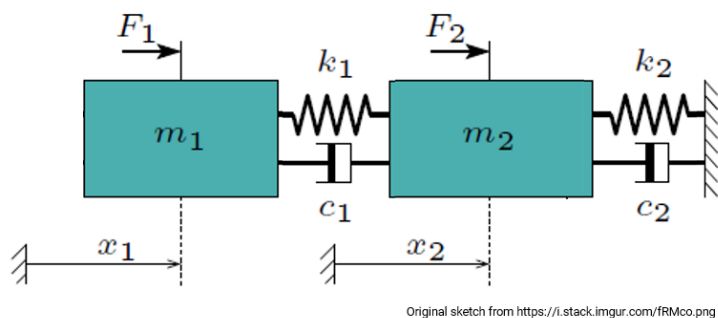 F₁ F₂
k₁ k₂
m₁ m₂
c₁ c₂
x₁ x₂
Original sketch from https://i.stack.imgur.com/fRMco.png